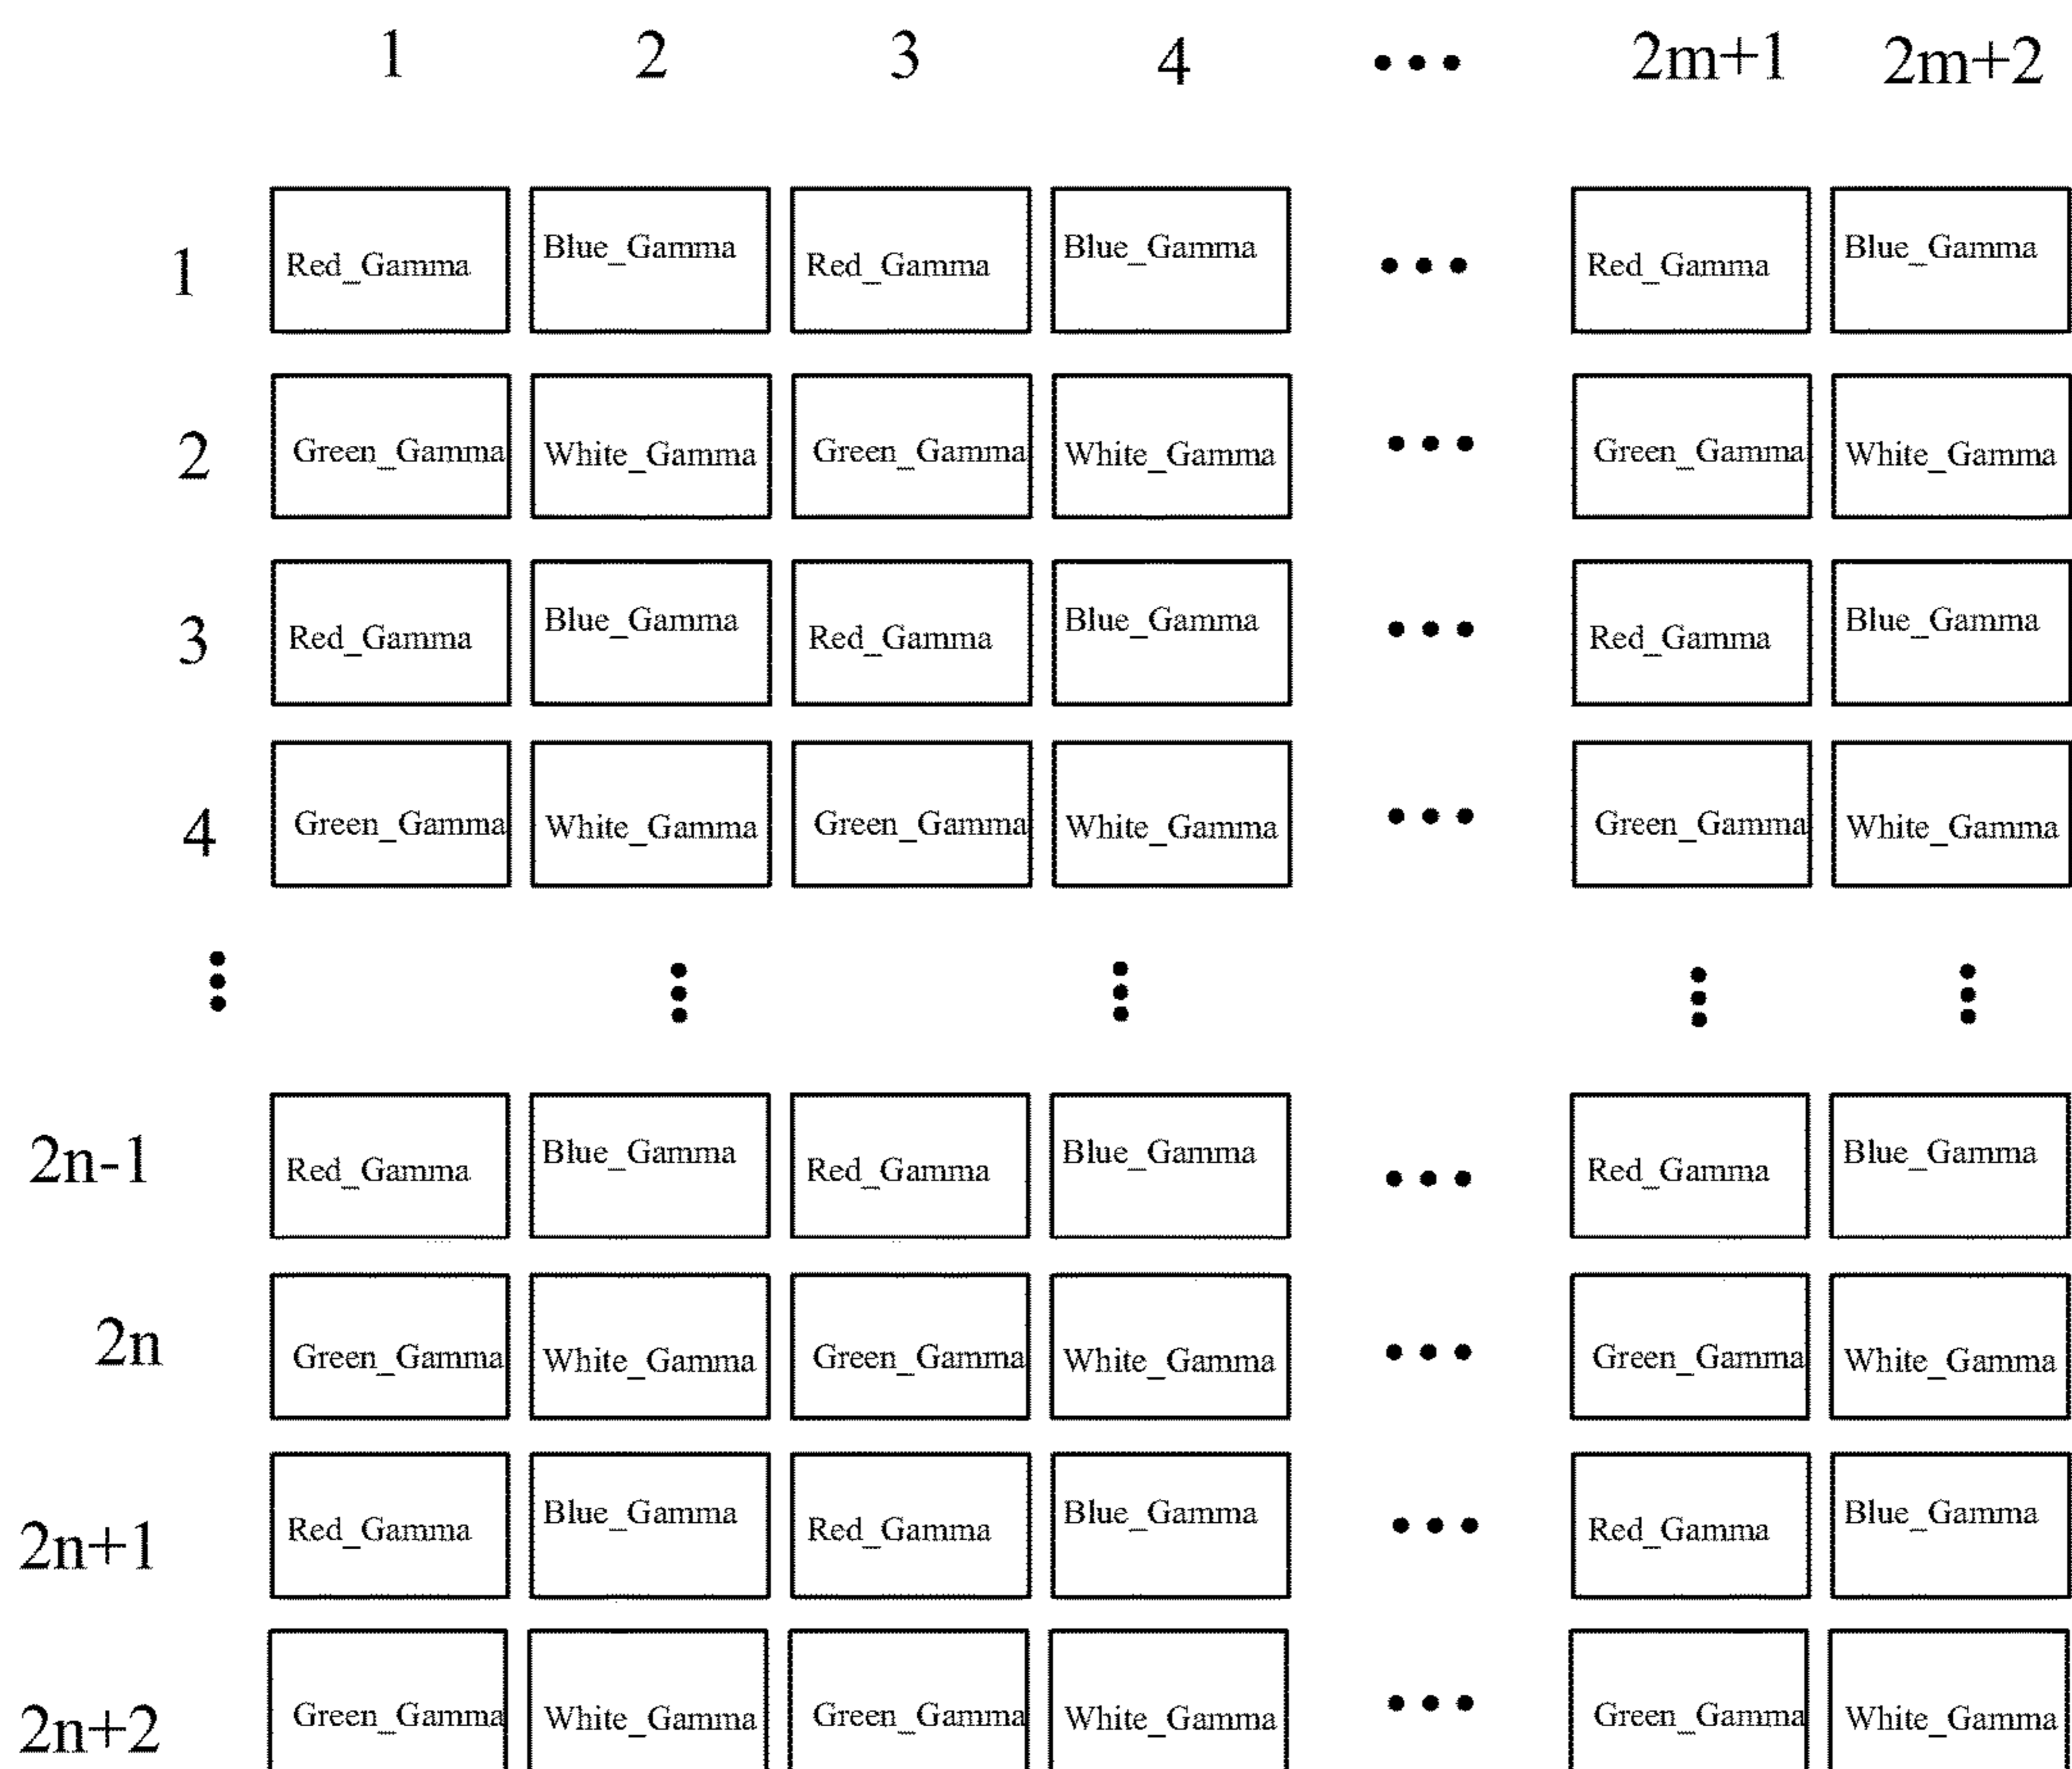 1 2 3 4 ••• 2m+1 2m+2
1 Red_Gamma Blue_Gamma Red_Gamma Blue_Gamma ••• Red_Gamma Blue_Gamma
2 Green_Gamma White_Gamma Green_Gamma White_Gamma ••• Green_Gamma White_Gamma
3 Red_Gamma Blue_Gamma Red_Gamma Blue_Gamma ••• Red_Gamma Blue_Gamma
4 Green_Gamma White_Gamma Green_Gamma White_Gamma ••• Green_Gamma White_Gamma
2n-1 Red_Gamma Blue_Gamma Red_Gamma Blue_Gamma ••• Red_Gamma Blue_Gamma
2n Green_Gamma White_Gamma Green_Gamma White_Gamma ••• Green_Gamma White_Gamma
2n+1 Red_Gamma Blue_Gamma Red_Gamma Blue_Gamma ••• Red_Gamma Blue_Gamma
2n+2 Green_Gamma White_Gamma Green_Gamma White_Gamma ••• Green_Gamma White_Gamma